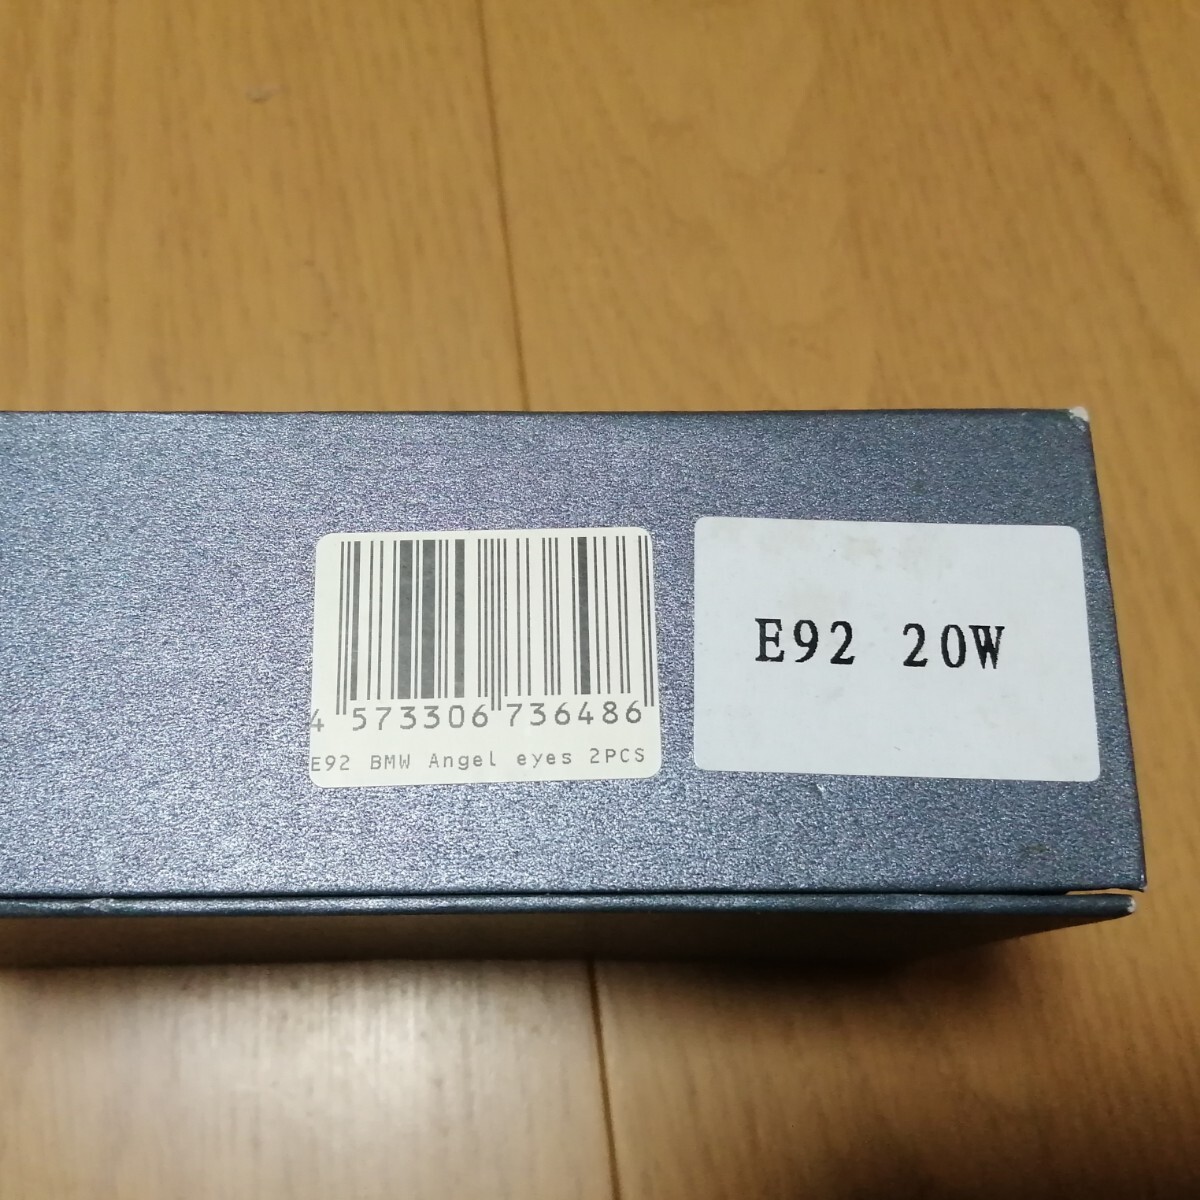 4 573306 736486
E92 BMW Angel eyes 2PCS
E92 20W